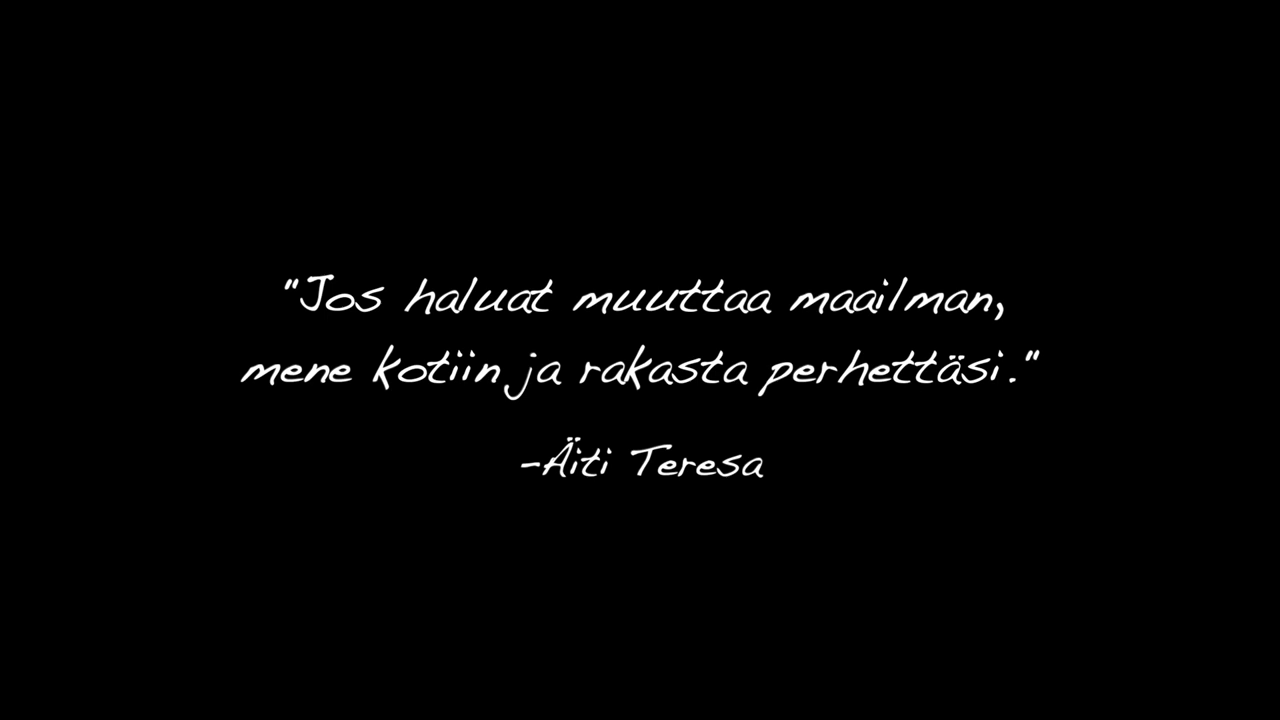 "Jos haluat muuttaa maailman,
mene kotiin ja rakasta perhettäsi."
-Äiti Teresa